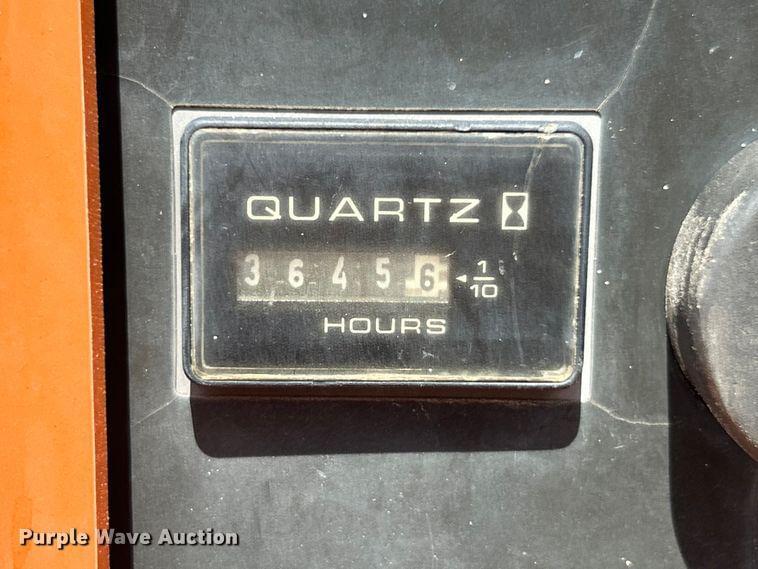 QUARTZ
3 6 4 5 6 ◄ 1/10
HOURS
Purple Wave Auction